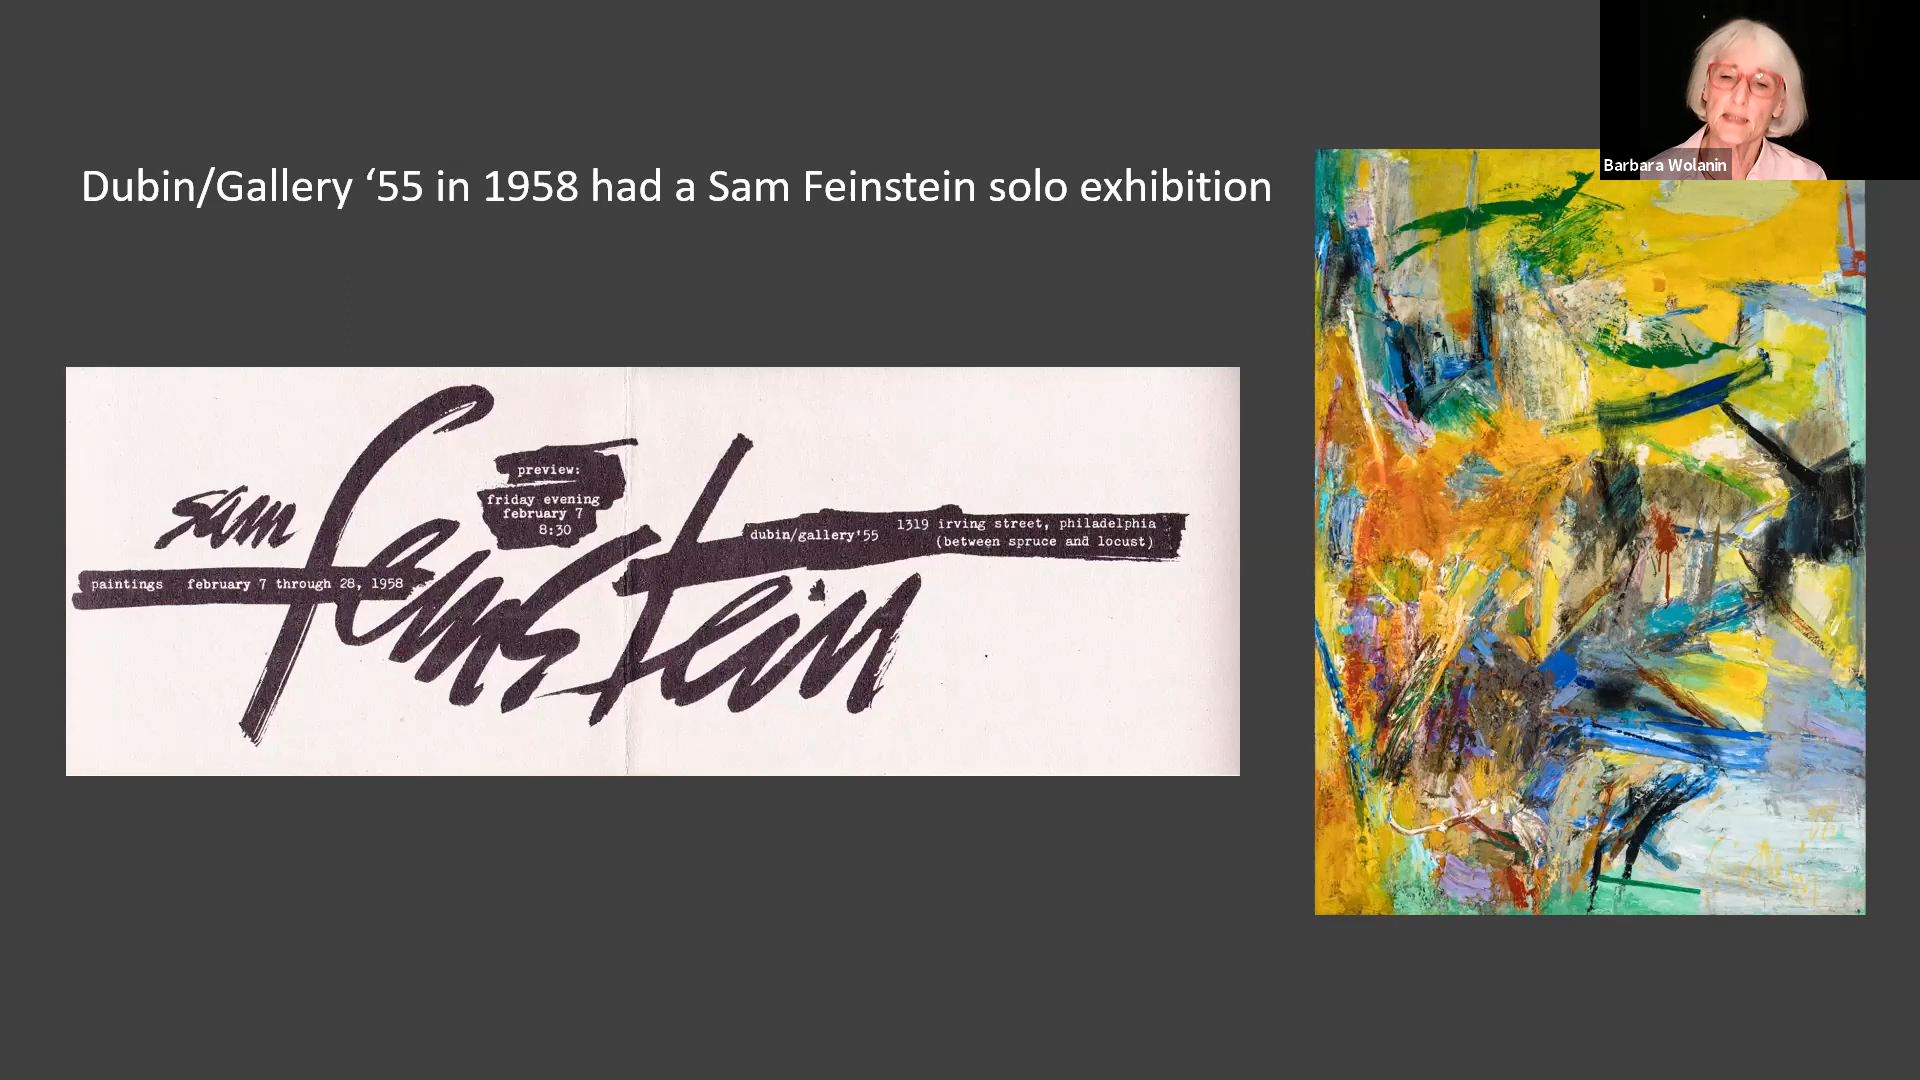 Barbara Wolanin
Dubin/Gallery ‘55 in 1958 had a Sam Feinstein solo exhibition
sam
feinstein
preview:
friday evening
february 7
8:30
paintings february 7 through 28, 1958
dubin/gallery'55
1319 irving street, philadelphia
(between spruce and locust)